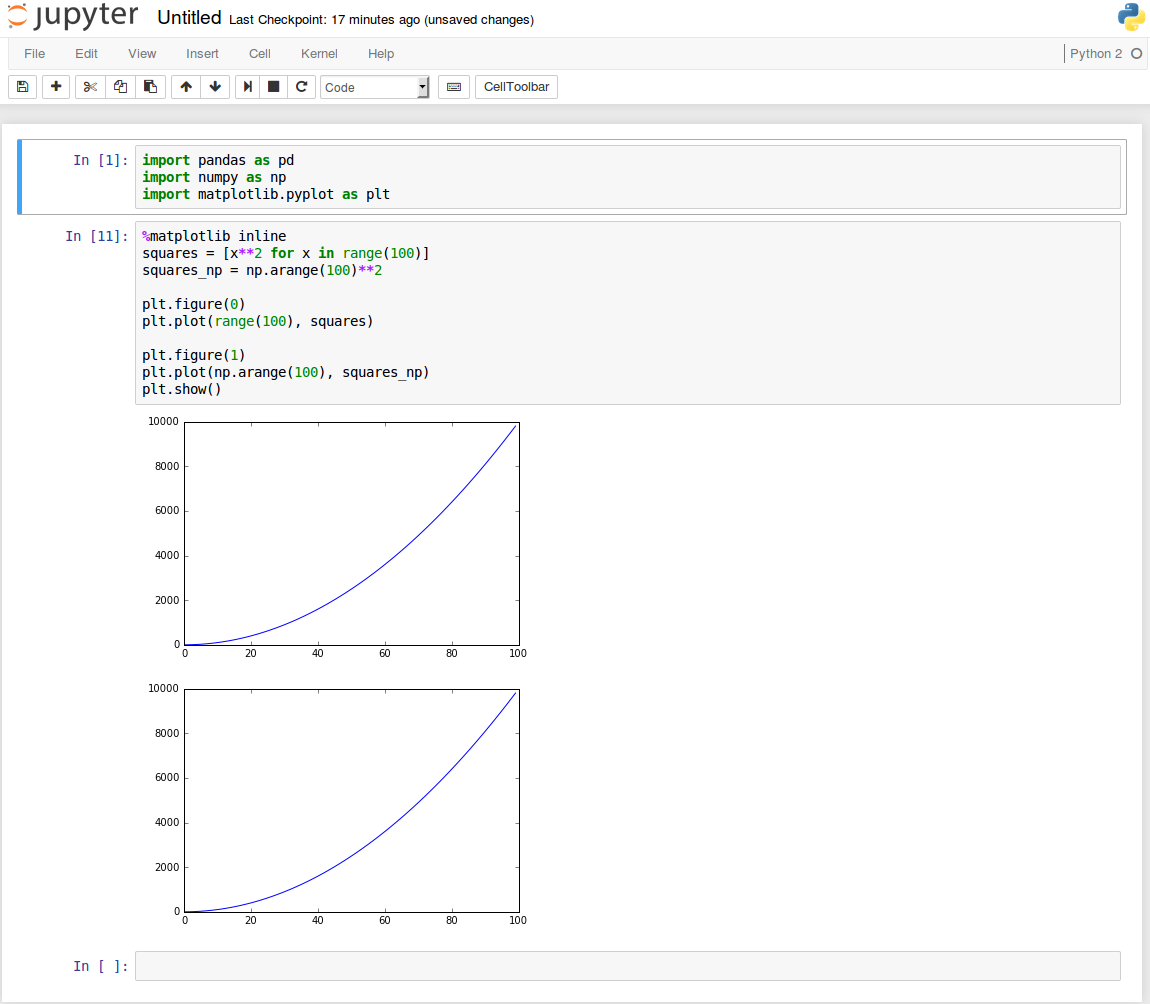 jupyter Untitled Last Checkpoint: 17 minutes ago (unsaved changes)
File Edit View Insert Cell Kernel Help Python 2
Code CellToolbar
In [1]: import pandas as pd
import numpy as np
import matplotlib.pyplot as plt
In [11]: %matplotlib inline
squares = [x**2 for x in range(100)]
squares_np = np.arange(100)**2
plt.figure(0)
plt.plot(range(100), squares)
plt.figure(1)
plt.plot(np.arange(100), squares_np)
plt.show()
10000
8000
6000
4000
2000
0
0 20 40 60 80 100
10000
8000
6000
4000
2000
0
0 20 40 60 80 100
In [ ]: